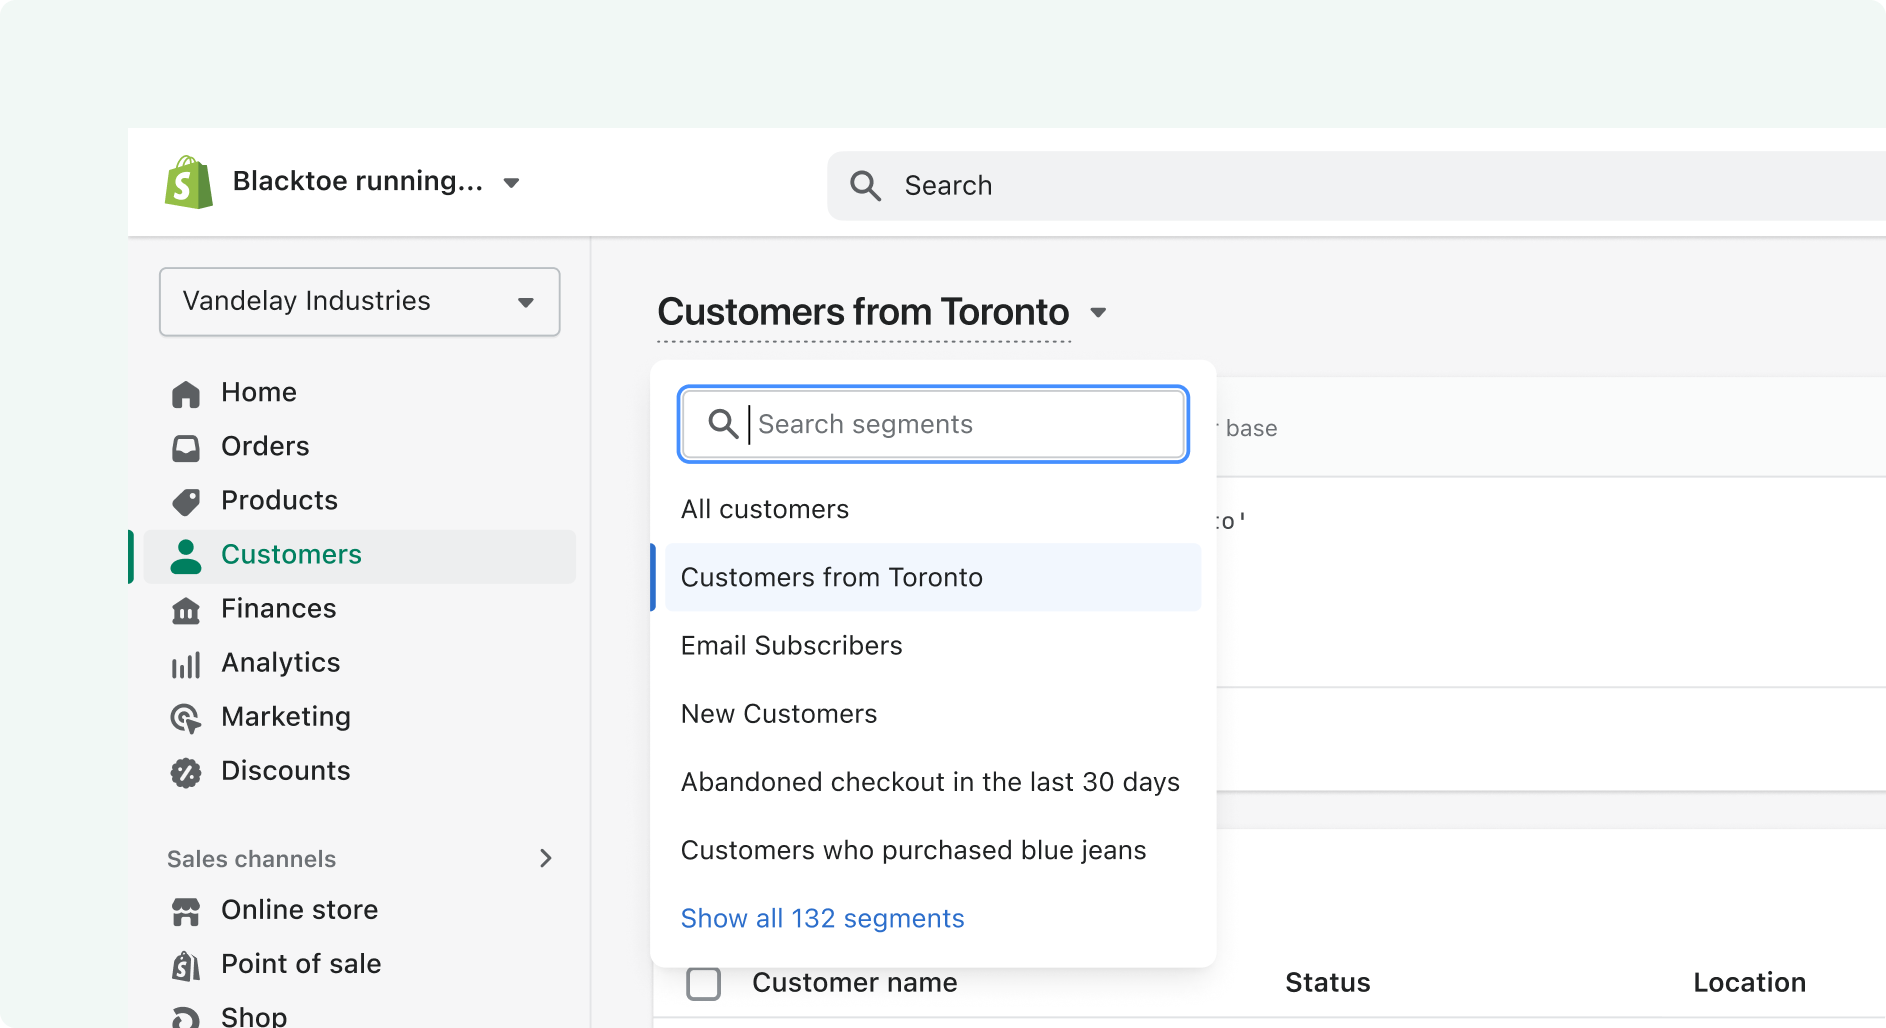 Blacktoe running...
Search
Vandelay Industries
Home
Orders
Products
Customers
Finances
Analytics
Marketing
Discounts
Sales channels
Online store
Point of sale
Shop
Customers from Toronto
Search segments
base
to'
All customers
Customers from Toronto
Email Subscribers
New Customers
Abandoned checkout in the last 30 days
Customers who purchased blue jeans
Show all 132 segments
Customer name Status Location